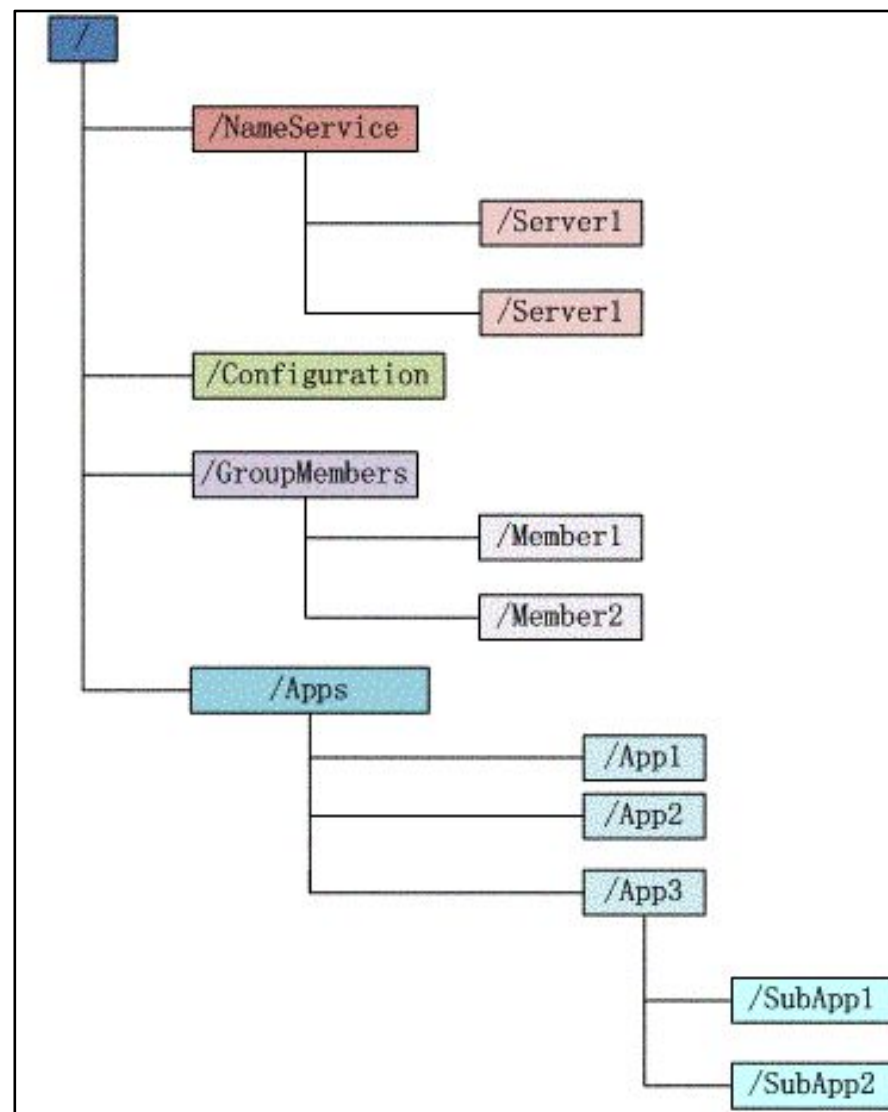 /
/NameService
/Server1
/Server1
/Configuration
/GroupMembers
/Member1
/Member2
/Apps
/App1
/App2
/App3
/SubApp1
/SubApp2